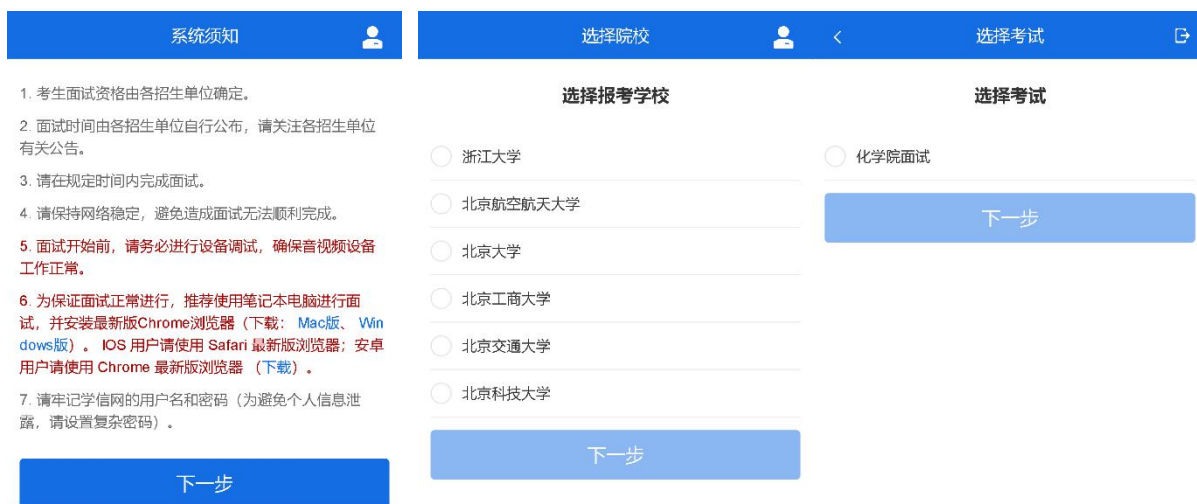 系统须知
1. 考生面试资格由各招生单位确定。
2. 面试时间由各招生单位自行公布，请关注各招生单位
有关公告。
3. 请在规定时间内完成面试。
4. 请保持网络稳定，避免造成面试无法顺利完成。
5. 面试开始前，请务必进行设备调试，确保音视频设备
工作正常。
6. 为保证面试正常进行，推荐使用笔记本电脑进行面
试，并安装最新版Chrome浏览器（下载： Mac版、 Win
dows版）。 IOS 用户请使用 Safari 最新版浏览器；安卓
用户请使用 Chrome 最新版浏览器 （下载）。
7. 请牢记学信网的用户名和密码（为避免个人信息泄
露，请设置复杂密码）。
下一步
选择院校
选择报考学校
浙江大学
北京航空航天大学
北京大学
北京工商大学
北京交通大学
北京科技大学
下一步
选择考试
选择考试
化学院面试
下一步